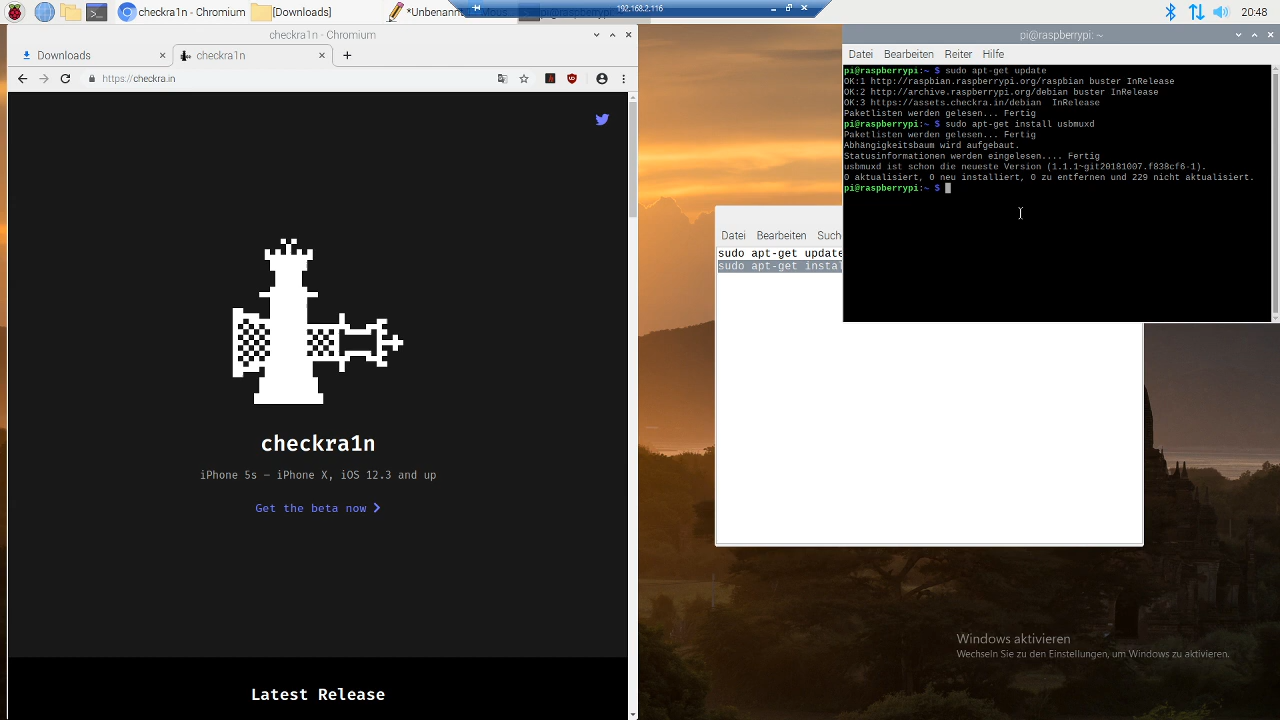 checkra1n - Chromium
[Downloads]
*Unbenannt
192.168.2.116
20:48
checkra1n - Chromium
Downloads
checkra1n
https://checkra.in
checkra1n
iPhone 5s – iPhone X, iOS 12.3 and up
Get the beta now
Latest Release
Datei Bearbeiten Such
sudo apt-get update
sudo apt-get instal
pi@raspberrypi: ~
Datei Bearbeiten Reiter Hilfe
pi@raspberrypi:~ $ sudo apt-get update
OK:1 http://raspbian.raspberrypi.org/raspbian buster InRelease
OK:2 http://archive.raspberrypi.org/debian buster InRelease
OK:3 https://assets.checkra.in/debian  InRelease
Paketlisten werden gelesen... Fertig
pi@raspberrypi:~ $ sudo apt-get install usbmuxd
Paketlisten werden gelesen... Fertig
Abhängigkeitsbaum wird aufgebaut.
Statusinformationen werden eingelesen.... Fertig
usbmuxd ist schon die neueste Version (1.1.1~git20181007.f838cf6-1).
0 aktualisiert, 0 neu installiert, 0 zu entfernen und 229 nicht aktualisiert.
pi@raspberrypi:~ $
Windows aktivieren
Wechseln Sie zu den Einstellungen, um Windows zu aktivieren.